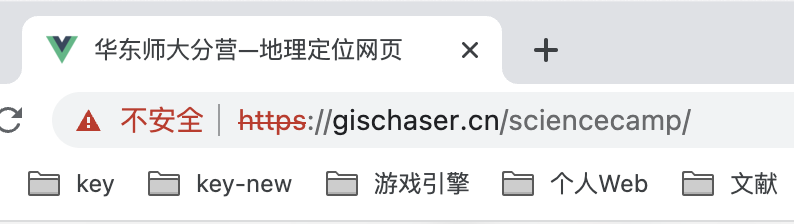 华东师大分营—地理定位网页
不安全 https://gischaser.cn/sciencecamp/
key key-new 游戏引擎 个人Web 文献